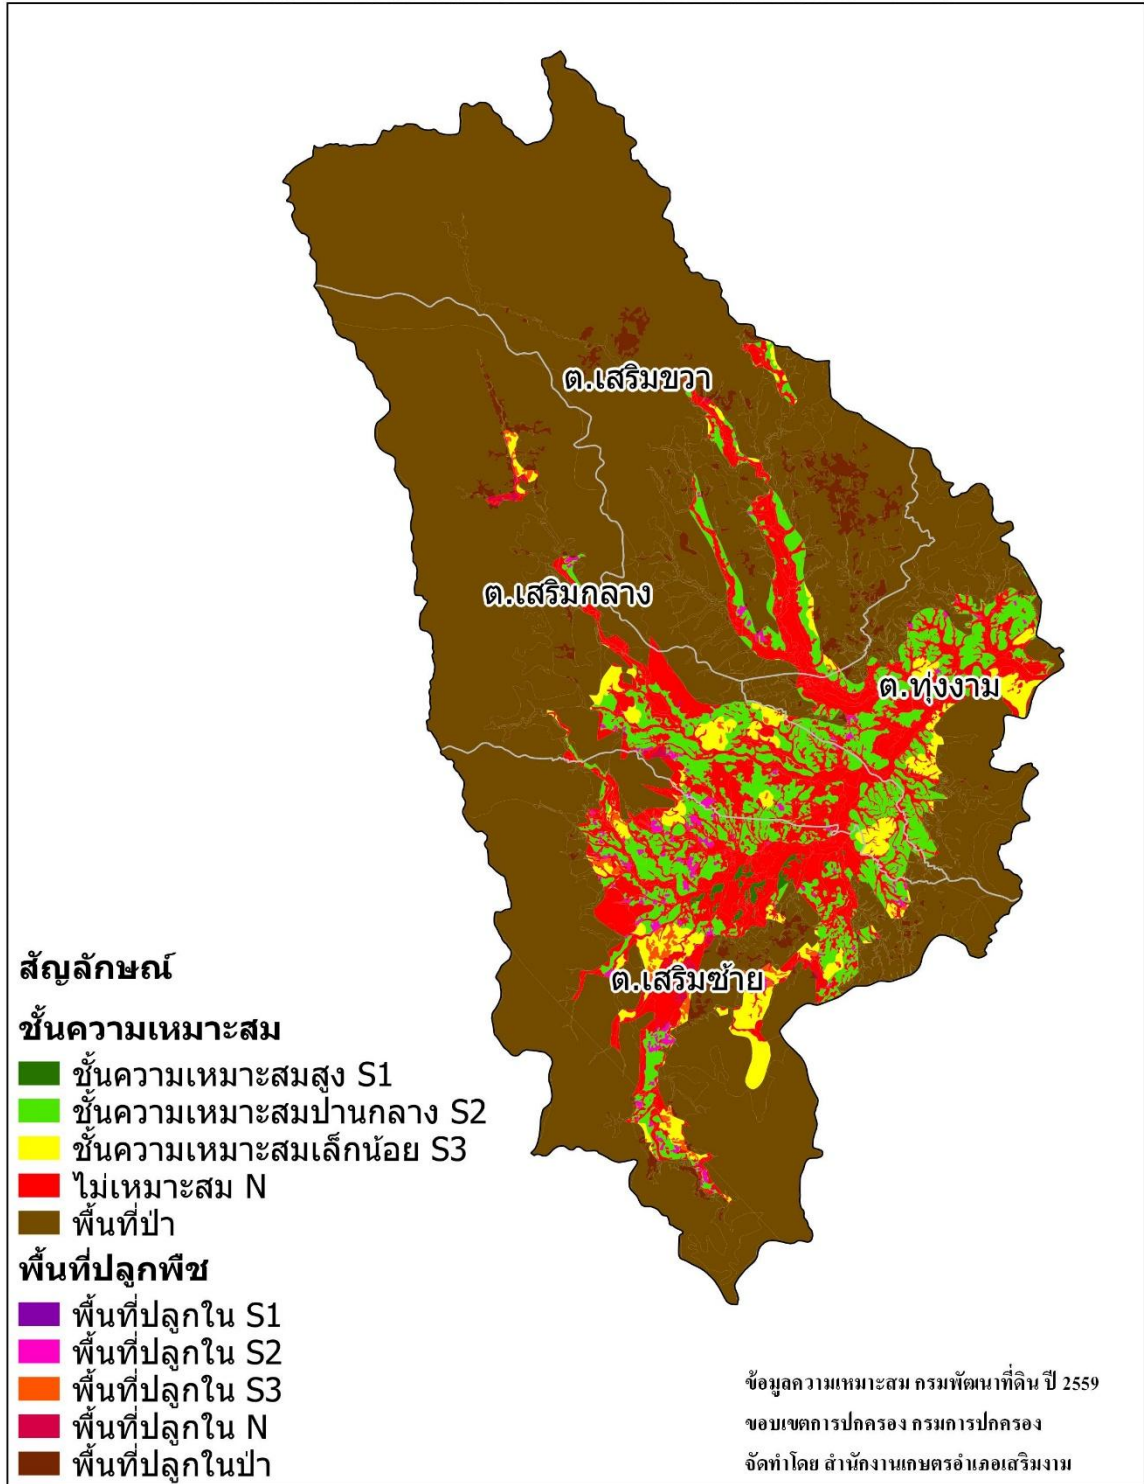 ต.เสริมขวา
ต.เสริมกลาง
ต.ทุ่งงาม
ต.เสริมซ้าย
สัญลักษณ์
ชั้นความเหมาะสม
ชั้นความเหมาะสมสูง S1
ชั้นความเหมาะสมปานกลาง S2
ชั้นความเหมาะสมเล็กน้อย S3
ไม่เหมาะสม N
พื้นที่ป่า
พื้นที่ปลูกพืช
พื้นที่ปลูกใน S1
พื้นที่ปลูกใน S2
พื้นที่ปลูกใน S3
พื้นที่ปลูกใน N
พื้นที่ปลูกในป่า
ข้อมูลความเหมาะสม กรมพัฒนาที่ดิน ปี 2559
ขอบเขตการปกครอง กรมการปกครอง
จัดทำโดย สำนักงานเกษตรอำเภอเสริมงาม